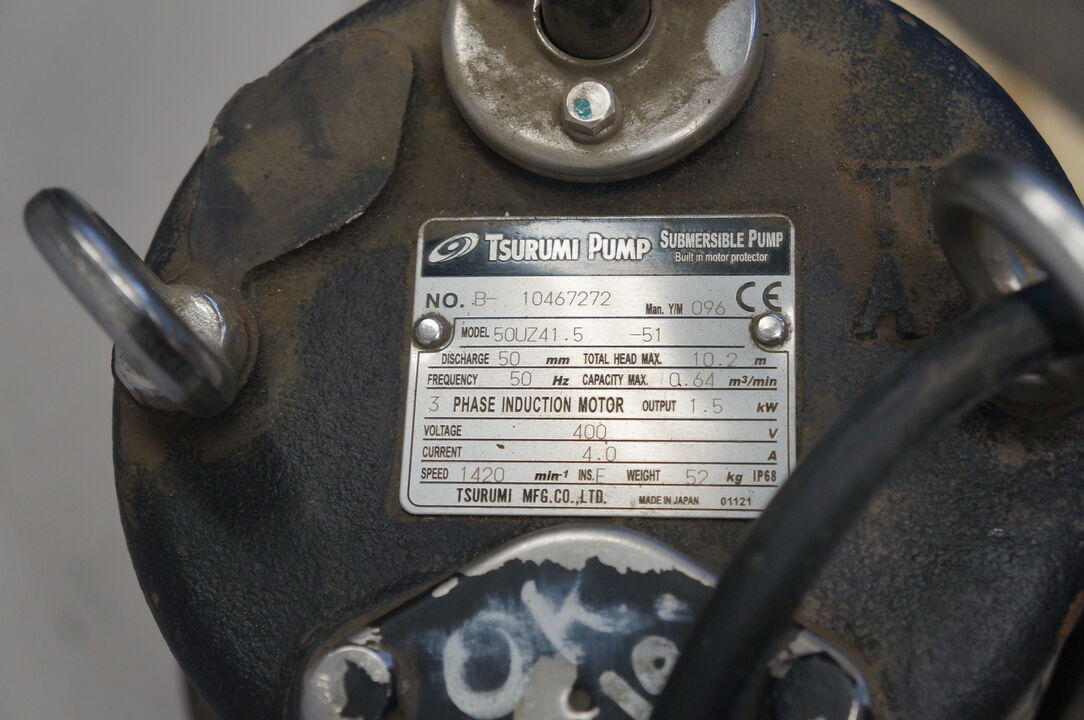 TSURUMI PUMP SUBMERSIBLE PUMP
Built in motor protector
NO. B- 10467272 Man. Y/M 096 CE
MODEL 50UZ41.5 -51
DISCHARGE 50 mm TOTAL HEAD MAX. 10.2 m
FREQUENCY 50 Hz CAPACITY MAX. 0.64 m³/min
3 PHASE INDUCTION MOTOR OUTPUT 1.5 kW
VOLTAGE 400 V
CURRENT 4.0 A
SPEED 1420 min-1 INS.F WEIGHT 52 kg IP68
TSURUMI MFG.CO.,LTD. MADE IN JAPAN 01121
OK